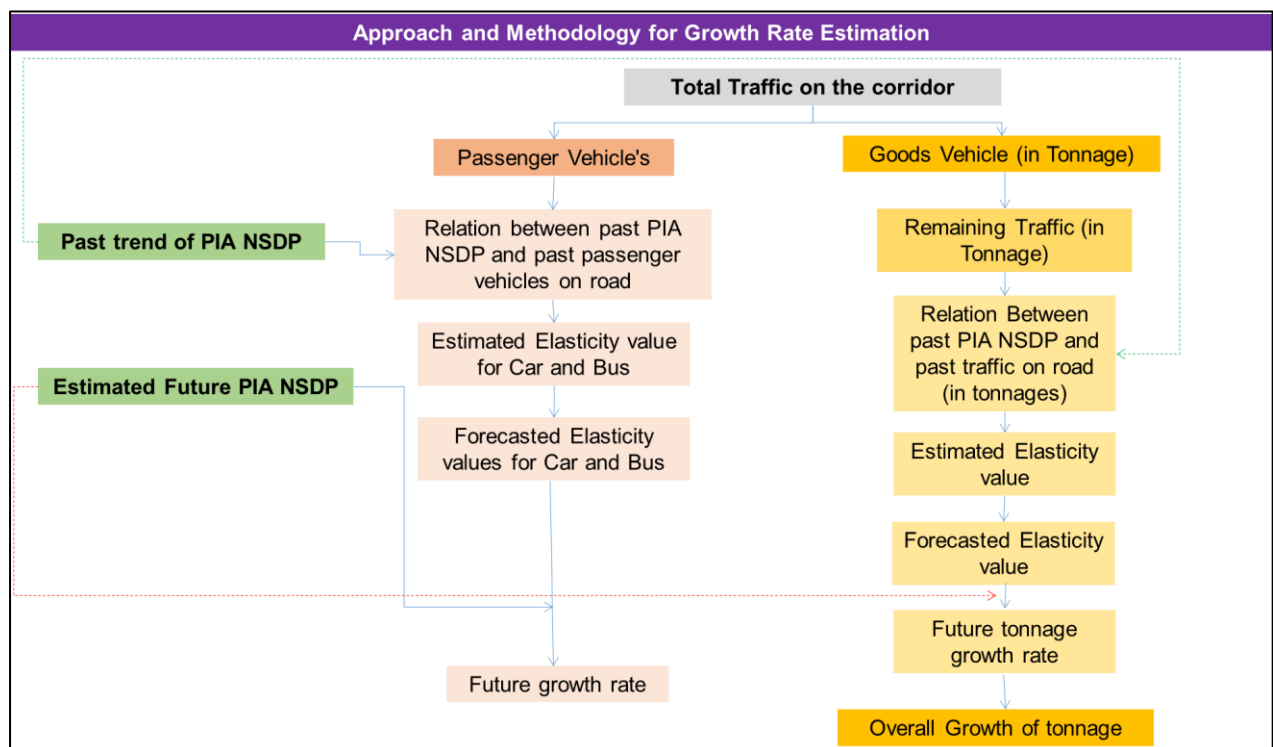 Approach and Methodology for Growth Rate Estimation
Total Traffic on the corridor
Passenger Vehicle's
Goods Vehicle (in Tonnage)
Past trend of PIA NSDP
Relation between past PIA
NSDP and past passenger
vehicles on road
Remaining Traffic (in
Tonnage)
Relation Between
past PIA NSDP and
past traffic on road
(in tonnages)
Estimated Elasticity value
for Car and Bus
Estimated Future PIA NSDP
Forecasted Elasticity
values for Car and Bus
Estimated Elasticity
value
Forecasted Elasticity
value
Future tonnage
growth rate
Future growth rate
Overall Growth of tonnage